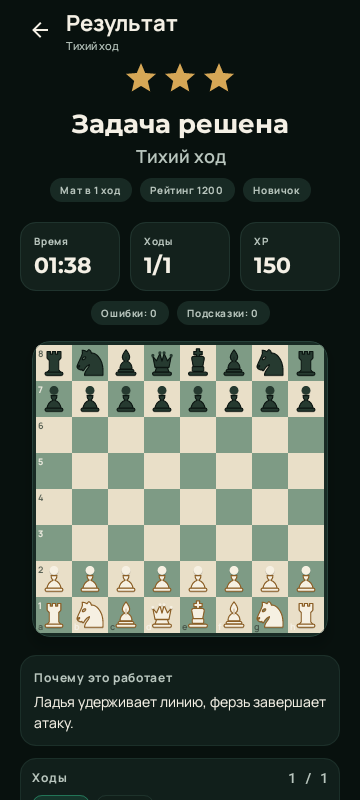 Результат
Тихий ход
Задача решена
Тихий ход
Мат в 1 ход
Рейтинг 1200
Новичок
Время
Ходы
XP
01:38
1/1
150
Ошибки: 0
Подсказки: 0
8
7
6
5
4
3
2
1
a
c
e
g
Почему это работает
Ладья удерживает линию, ферзь завершает
атаку.
Ходы
1 / 1